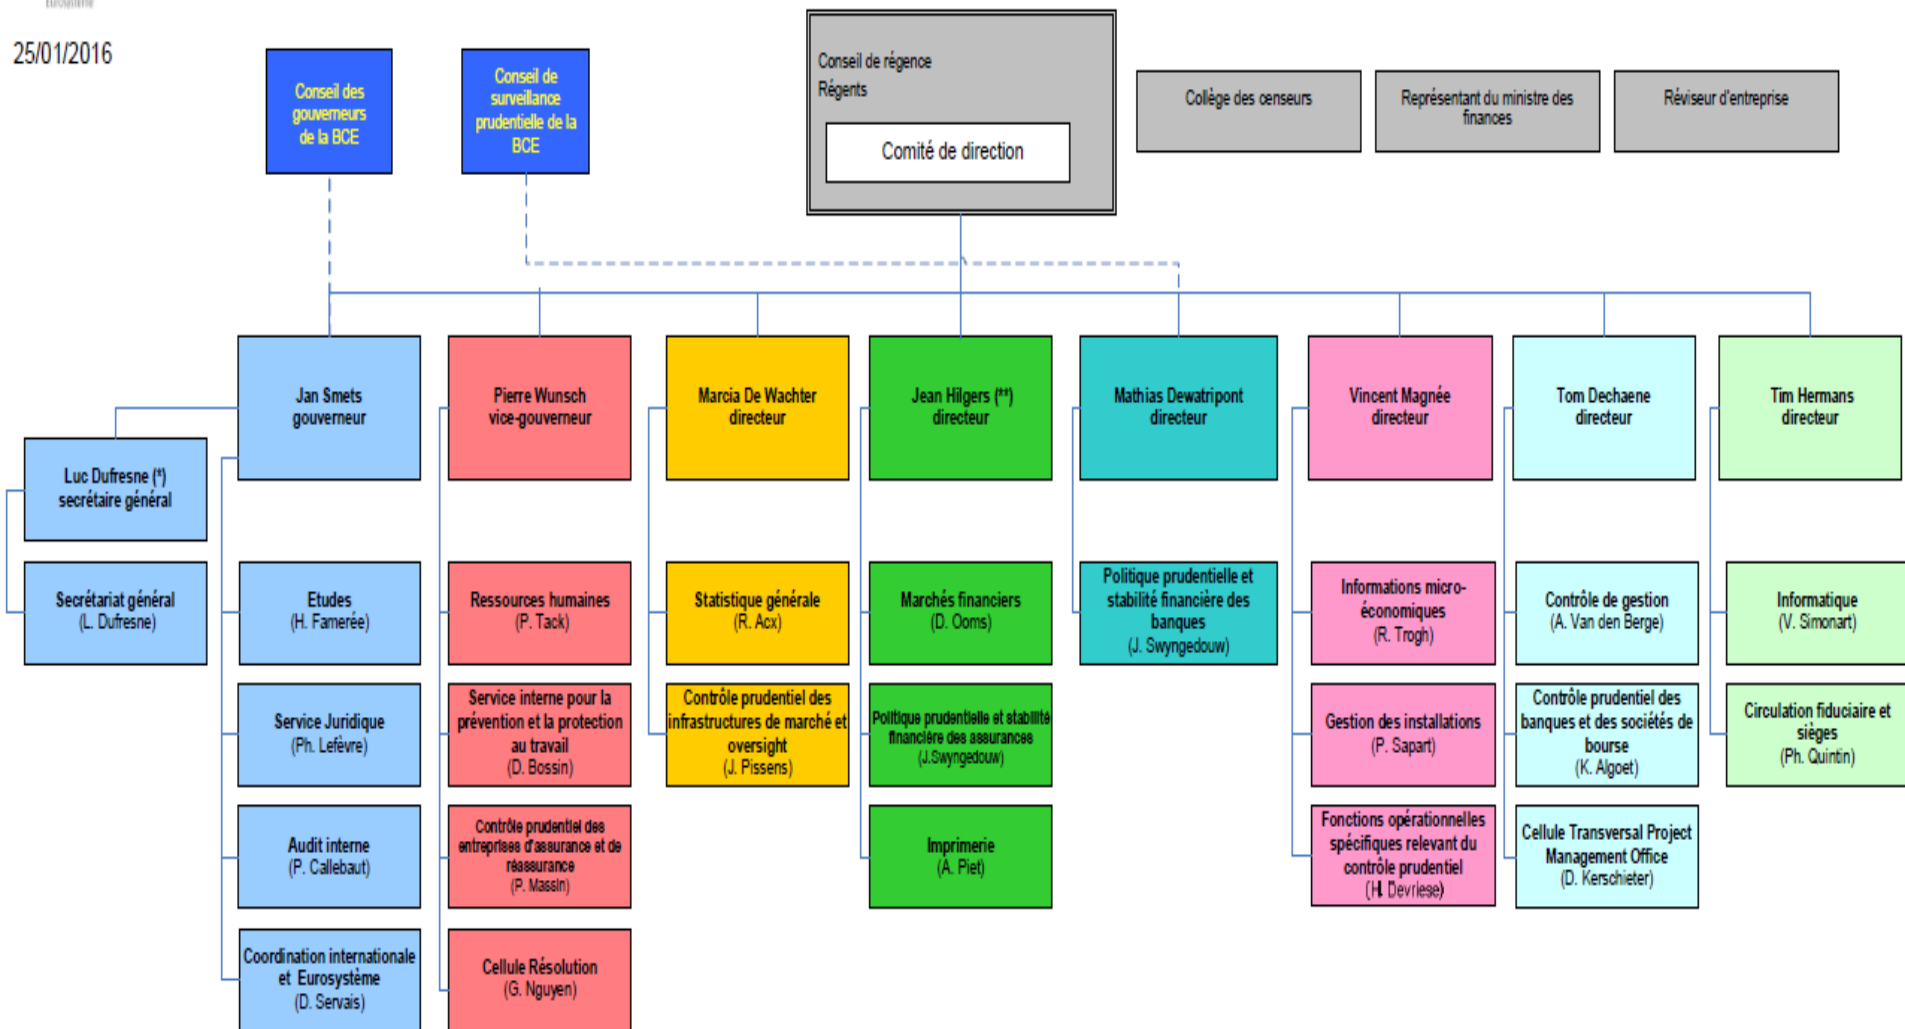 Eurosystème
25/01/2016
Conseil des
gouverneurs
de la BCE
Conseil de
surveillance
prudentielle de la
BCE
Conseil de régence
Régents
Comité de direction
Collège des censeurs
Représentant du ministre des
finances
Réviseur d'entreprise
Jan Smets
gouverneur
Pierre Wunsch
vice-gouverneur
Marcia De Wachter
directeur
Jean Hilgers (**)
directeur
Mathias Dewatripont
directeur
Vincent Magnée
directeur
Tom Dechaene
directeur
Tim Hermans
directeur
Luc Dufresne (*)
secrétaire général
Secrétariat général
(L. Dufresne)
Etudes
(H. Famerée)
Ressources humaines
(P. Tack)
Statistique générale
(R. Acx)
Marchés financiers
(D. Ooms)
Politique prudentielle et
stabilité financière des
banques
(J. Swyngedouw)
Informations micro-
économiques
(R. Trogh)
Contrôle de gestion
(A. Van den Berge)
Informatique
(V. Simonart)
Service Juridique
(Ph. Lefèvre)
Service interne pour la
prévention et la protection
au travail
(D. Bossin)
Contrôle prudentiel des
infrastructures de marché et
oversight
(J. Pissens)
Politique prudentielle et stabilité
financière des assurances
(J.Swyngedouw)
Gestion des installations
(P. Sapart)
Contrôle prudentiel des
banques et des sociétés de
bourse
(K. Algoet)
Circulation fiduciaire et
sièges
(Ph. Quintin)
Audit interne
(P. Callebaut)
Contrôle prudentiel des
entreprises d'assurance et de
réassurance
(P. Massin)
Imprimerie
(A. Piet)
Fonctions opérationnelles
spécifiques relevant du
contrôle prudentiel
(H. Devriese)
Cellule Transversal Project
Management Office
(D. Kerschieter)
Coordination internationale
et Eurosystème
(D. Servais)
Cellule Résolution
(G. Nguyen)